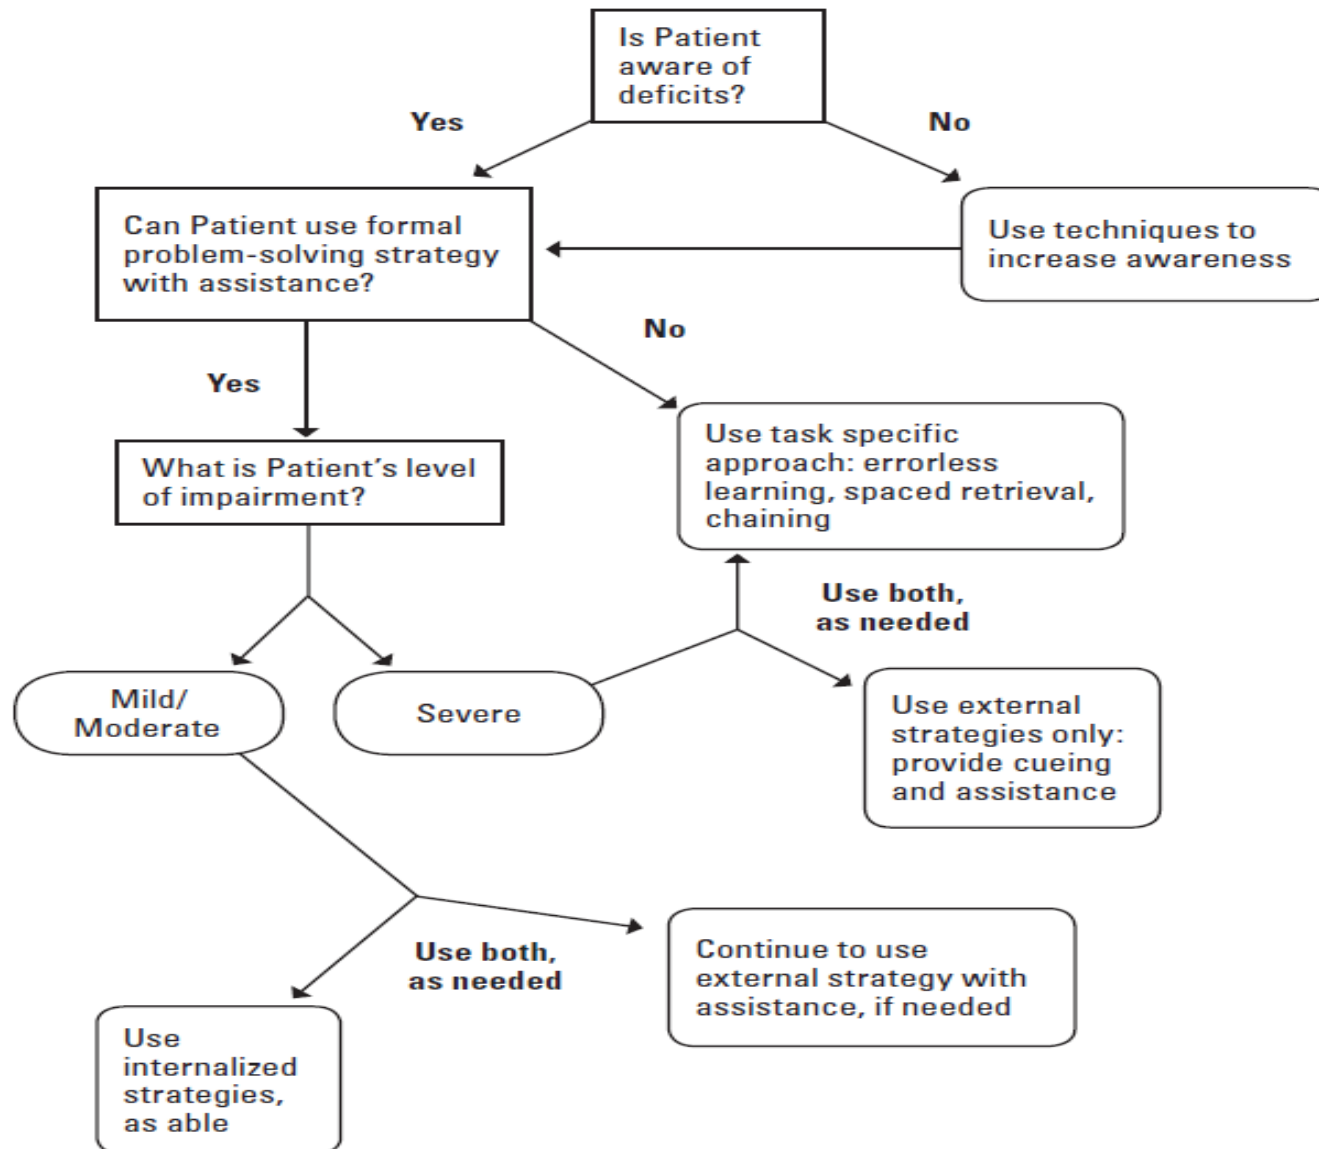 Is Patient
aware of
deficits?
Yes
No
Can Patient use formal
problem-solving strategy
with assistance?
Use techniques to
increase awareness
No
Yes
What is Patient’s level
of impairment?
Use task specific
approach: errorless
learning, spaced retrieval,
chaining
Use both,
as needed
Mild/
Moderate
Severe
Use external
strategies only:
provide cueing
and assistance
Use both,
as needed
Continue to use
external strategy with
assistance, if needed
Use
internalized
strategies,
as able